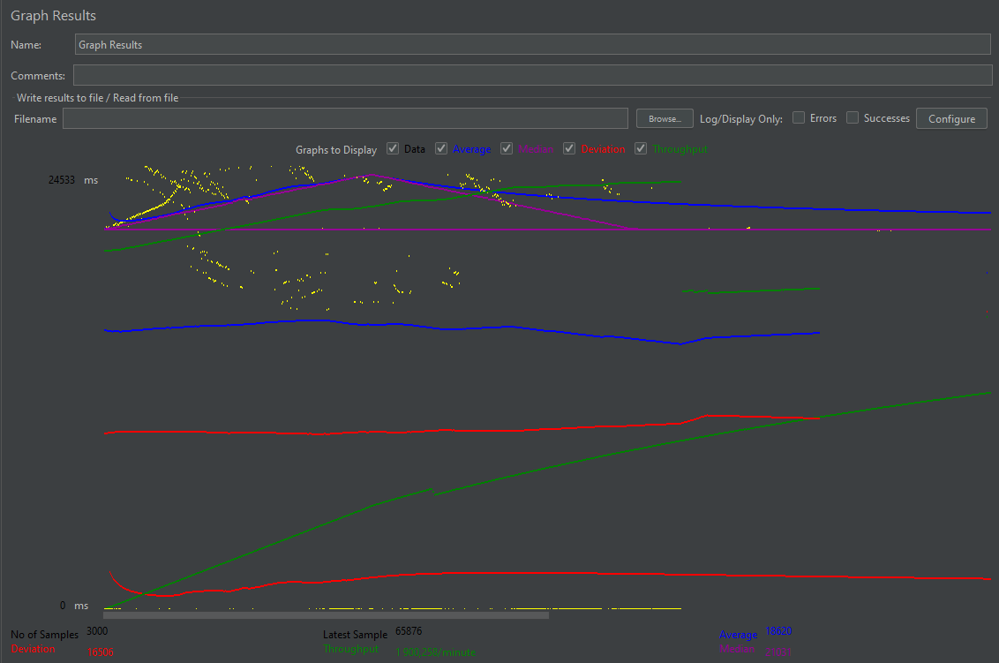 Graph Results
Name: Graph Results
Comments:
Write results to file / Read from file
Filename Browse... Log/Display Only: Errors Successes Configure
Graphs to Display Data Average Median Deviation Throughput
24533 ms
0 ms
No of Samples 3000 Latest Sample 65876 Average 18620
Deviation 16506 Throughput 1.900,258/minute Median 21031